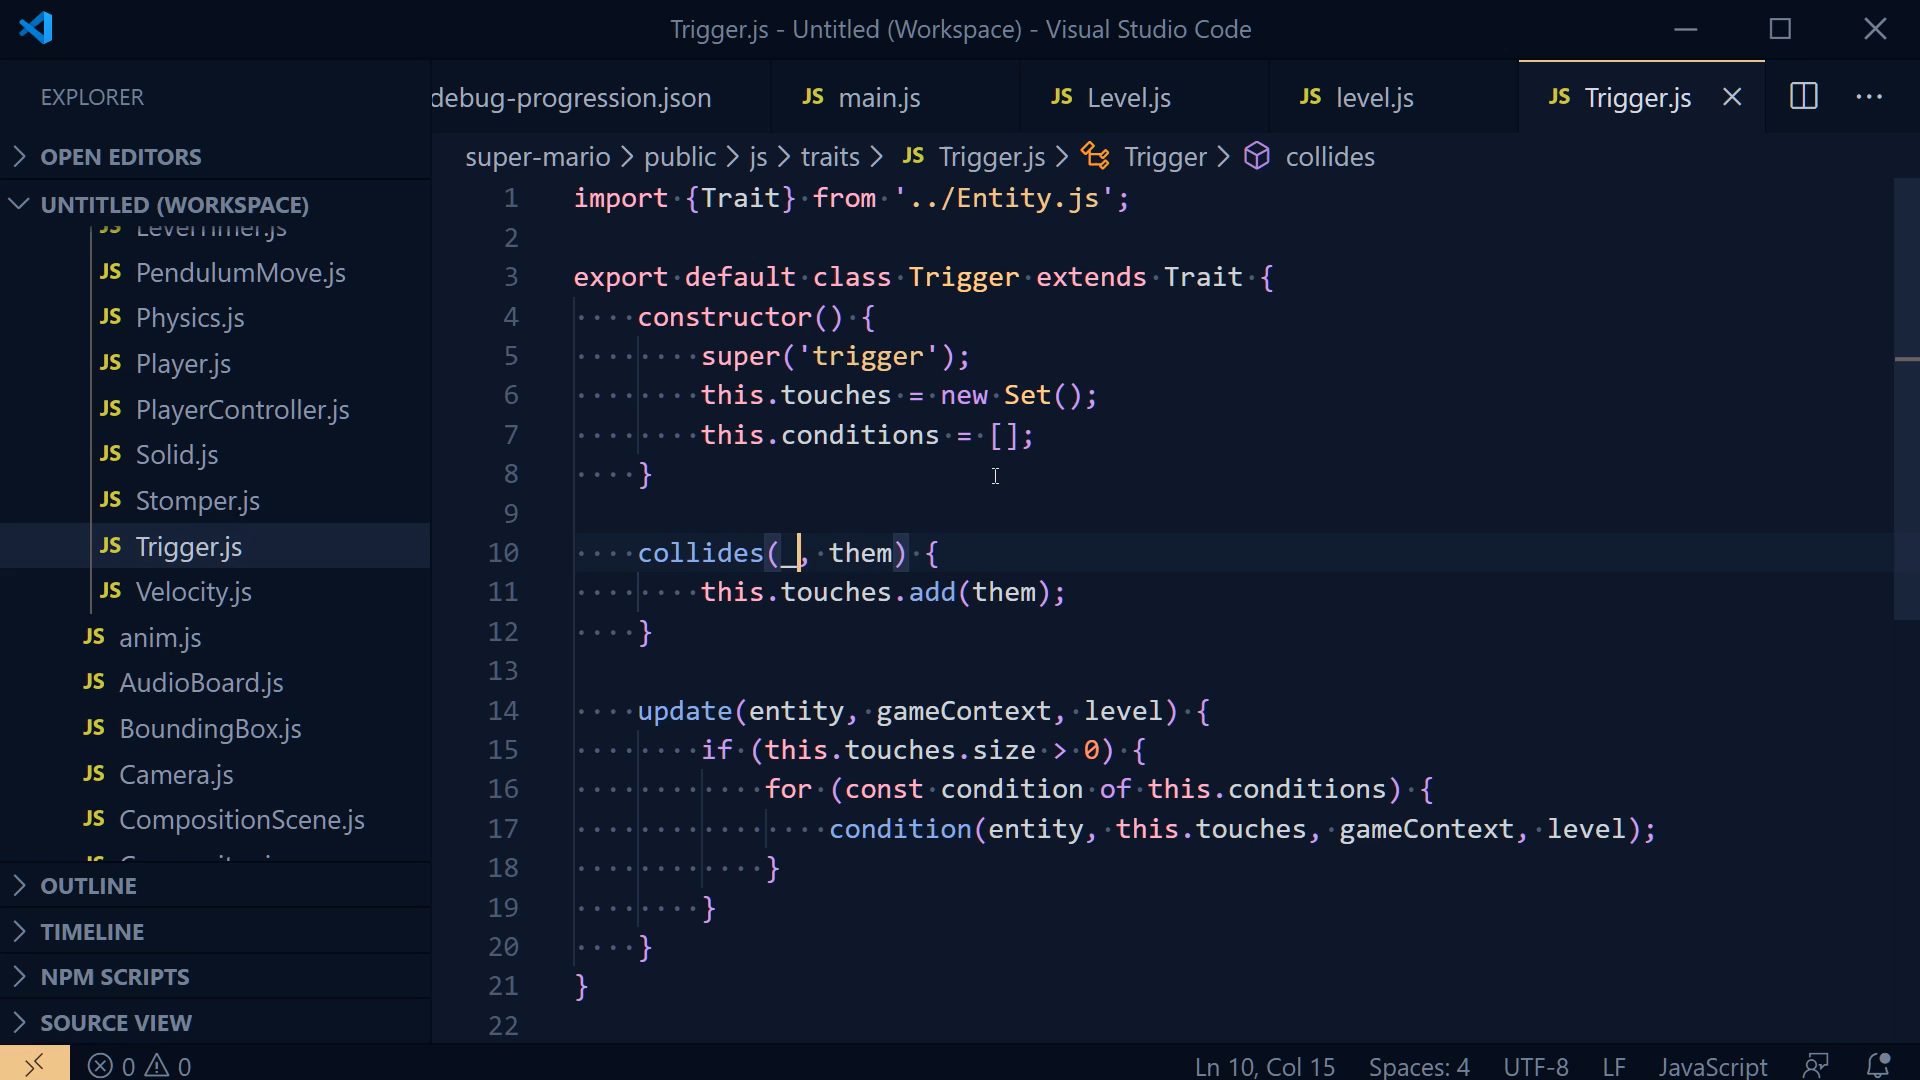 Trigger.js - Untitled (Workspace) - Visual Studio Code
EXPLORER
OPEN EDITORS
UNTITLED (WORKSPACE)
LevelTimer.js
JS PendulumMove.js
JS Physics.js
JS Player.js
JS PlayerController.js
JS Solid.js
JS Stomper.js
JS Trigger.js
JS Velocity.js
JS anim.js
JS AudioBoard.js
JS BoundingBox.js
JS Camera.js
JS CompositionScene.js
OUTLINE
TIMELINE
NPM SCRIPTS
SOURCE VIEW
debug-progression.json
JS main.js
JS Level.js
JS level.js
JS Trigger.js
super-mario > public > js > traits > JS Trigger.js > Trigger > collides
1 import {Trait} from '../Entity.js';
2
3 export default class Trigger extends Trait {
4 constructor() {
5 super('trigger');
6 this.touches = new Set();
7 this.conditions = [];
8 }
9
10 collides(_, them) {
11 this.touches.add(them);
12 }
13
14 update(entity, gameContext, level) {
15 if (this.touches.size > 0) {
16 for (const condition of this.conditions) {
17 condition(entity, this.touches, gameContext, level);
18 }
19 }
20 }
21 }
22
0 0
Ln 10, Col 15
Spaces: 4
UTF-8
LF
JavaScript